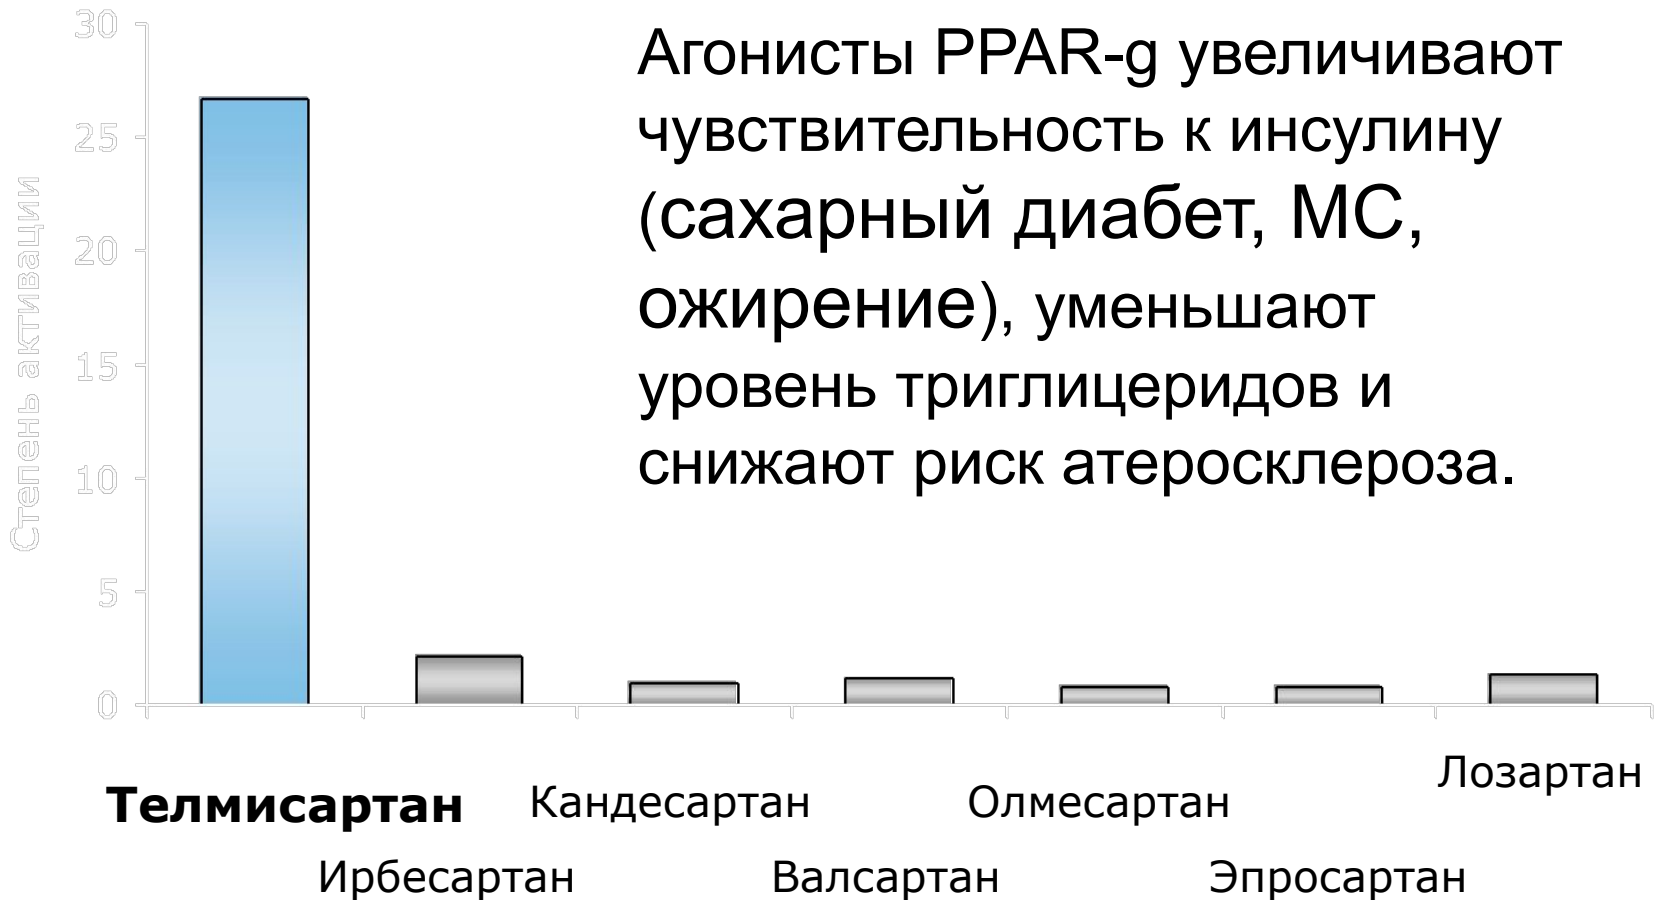 Агонисты PPAR-g увеличивают
чувствительность к инсулину
(сахарный диабет, МС,
ожирение), уменьшают
уровень триглицеридов и
снижают риск атеросклероза.
Степень активации
30
25
20
15
10
5
0
Телмисартан
Ирбесартан
Кандесартан
Валсартан
Олмесартан
Эпросартан
Лозартан